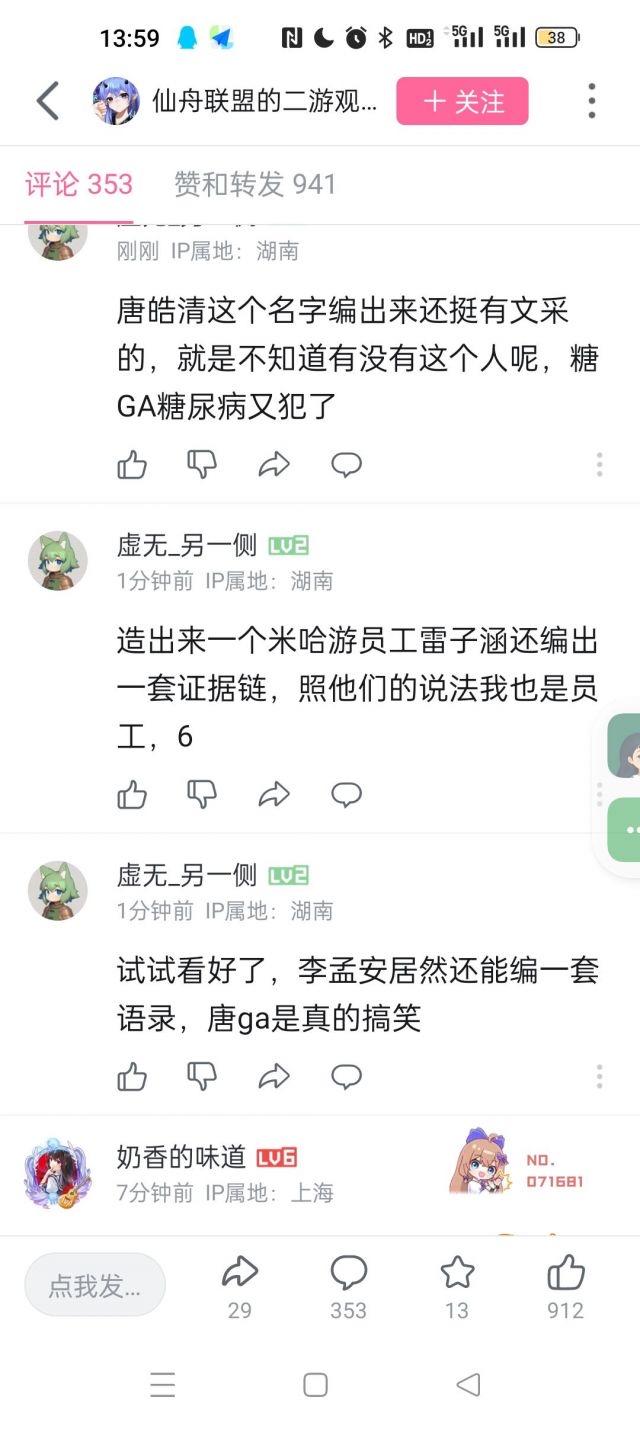 13:59
HD2
5G
5G
38
仙舟联盟的二游观...
关注
评论 353
赞和转发 941
刚刚 IP属地：湖南
唐皓清这个名字编出来还挺有文采
的，就是不知道有没有这个人呢，糖
GA糖尿病又犯了
虚无_另一侧 LV2
1分钟前 IP属地：湖南
造出来一个米哈游员工雷子涵还编出
一套证据链，照他们的说法我也是员
工，6
虚无_另一侧 LV2
1分钟前 IP属地：湖南
试试看好了，李孟安居然还能编一套
语录，唐ga是真的搞笑
奶香的味道 LV6
7分钟前 IP属地：上海
NO.
071681
点我发...
29
353
13
912